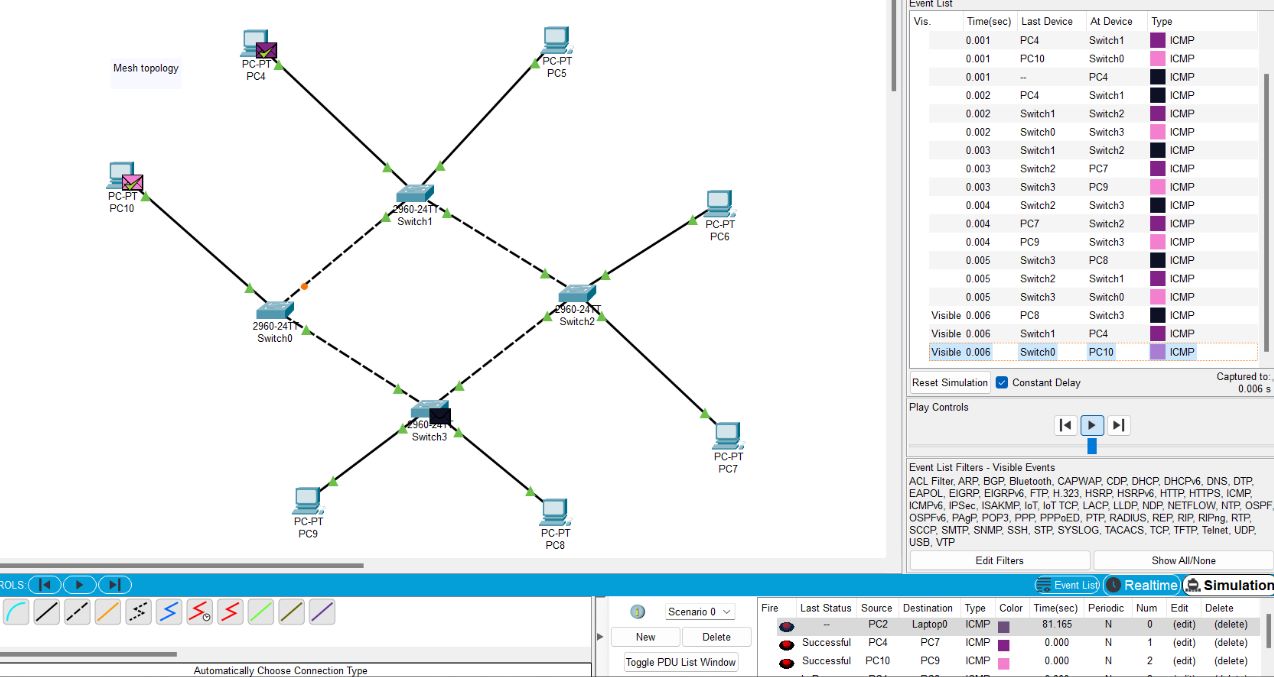 Mesh topology
PC-PT
PC4
PC-PT
PC5
PC-PT
PC10
2960-24TT
Switch1
PC-PT
PC6
2960-24TT
Switch0
2960-24TT
Switch2
2960-24TT
Switch3
PC-PT
PC7
PC-PT
PC9
PC-PT
PC8
Event List
Vis. Time(sec) Last Device At Device Type
0.001 PC4 Switch1 ICMP
0.001 PC10 Switch0 ICMP
0.001 -- PC4 ICMP
0.002 PC4 Switch1 ICMP
0.002 Switch1 Switch2 ICMP
0.002 Switch0 Switch3 ICMP
0.003 Switch1 Switch2 ICMP
0.003 Switch2 PC7 ICMP
0.003 Switch3 PC9 ICMP
0.004 Switch2 Switch3 ICMP
0.004 PC7 Switch2 ICMP
0.004 PC9 Switch3 ICMP
0.005 Switch3 PC8 ICMP
0.005 Switch2 Switch1 ICMP
0.005 Switch3 Switch0 ICMP
Visible 0.006 PC8 Switch3 ICMP
Visible 0.006 Switch1 PC4 ICMP
Visible 0.006 Switch0 PC10 ICMP
Reset Simulation Constant Delay
Captured to:
0.006 s
Play Controls
Event List Filters - Visible Events
ACL Filter, ARP, BGP, Bluetooth, CAPWAP, CDP, DHCP, DHCPv6, DNS, DTP,
EAPOL, EIGRP, EIGRPv6, FTP, H.323, HSRP, HSRPv6, HTTP, HTTPS, ICMP,
ICMPv6, IPSec, ISAKMP, IoT, IoT TCP, LACP, LLDP, NDP, NETFLOW, NTP, OSPF,
OSPFv6, PAgP, POP3, PPP, PPPoED, PTP, RADIUS, REP, RIP, RIPng, RTP,
SCCP, SMTP, SNMP, SSH, STP, SYSLOG, TACACS, TCP, TFTP, Telnet, UDP,
USB, VTP
Edit Filters Show All/None
ROLS: Event List Realtime Simulation
Automatically Choose Connection Type
Scenario 0
New Delete
Toggle PDU List Window
Fire Last Status Source Destination Type Color Time(sec) Periodic Num Edit Delete
-- PC2 Laptop0 ICMP 81.165 N 0 (edit) (delete)
Successful PC4 PC7 ICMP 0.000 N 1 (edit) (delete)
Successful PC10 PC9 ICMP 0.000 N 2 (edit) (delete)